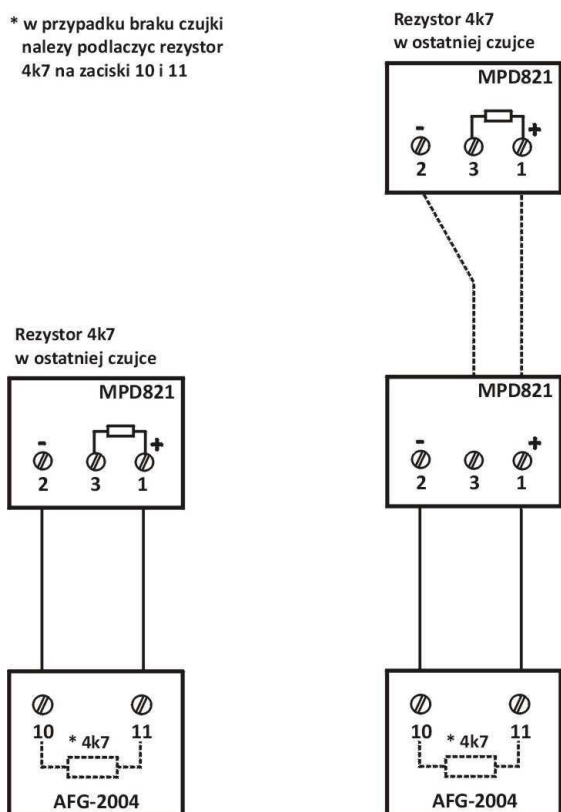 * w przypadku braku czujki
nalezy podlaczyc rezystor
4k7 na zaciski 10 i 11
Rezystor 4k7
w ostatniej czujce
MPD821
- +
2 3 1
Rezystor 4k7
w ostatniej czujce
MPD821
- +
2 3 1
MPD821
- +
2 3 1
10 11
* 4k7
AFG-2004
10 11
* 4k7
AFG-2004